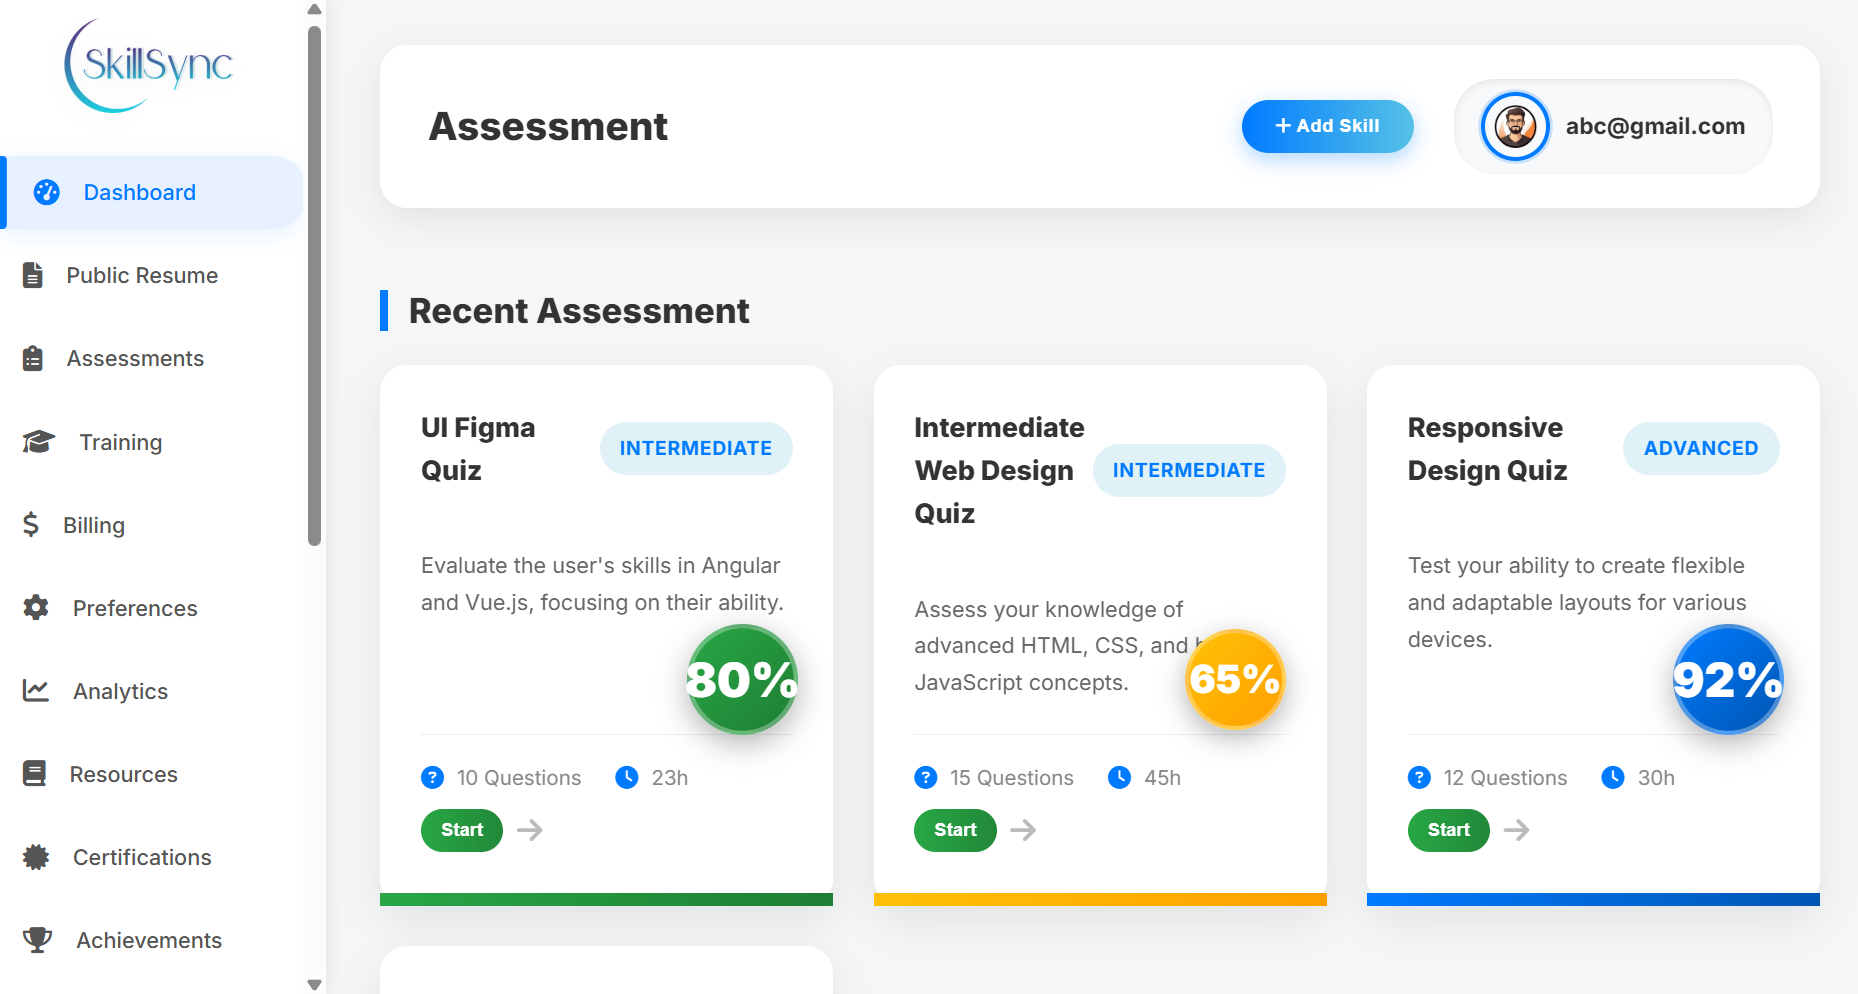 SkillSync
Dashboard
Public Resume
Assessments
Training
Billing
Preferences
Analytics
Resources
Certifications
Achievements
Assessment
+ Add Skill
abc@gmail.com
Recent Assessment
UI Figma
Quiz
INTERMEDIATE
Evaluate the user's skills in Angular
and Vue.js, focusing on their ability.
80%
10 Questions
23h
Start
Intermediate
Web Design
Quiz
INTERMEDIATE
Assess your knowledge of
advanced HTML, CSS, and
JavaScript concepts.
65%
15 Questions
45h
Start
Responsive
Design Quiz
ADVANCED
Test your ability to create flexible
and adaptable layouts for various
devices.
92%
12 Questions
30h
Start